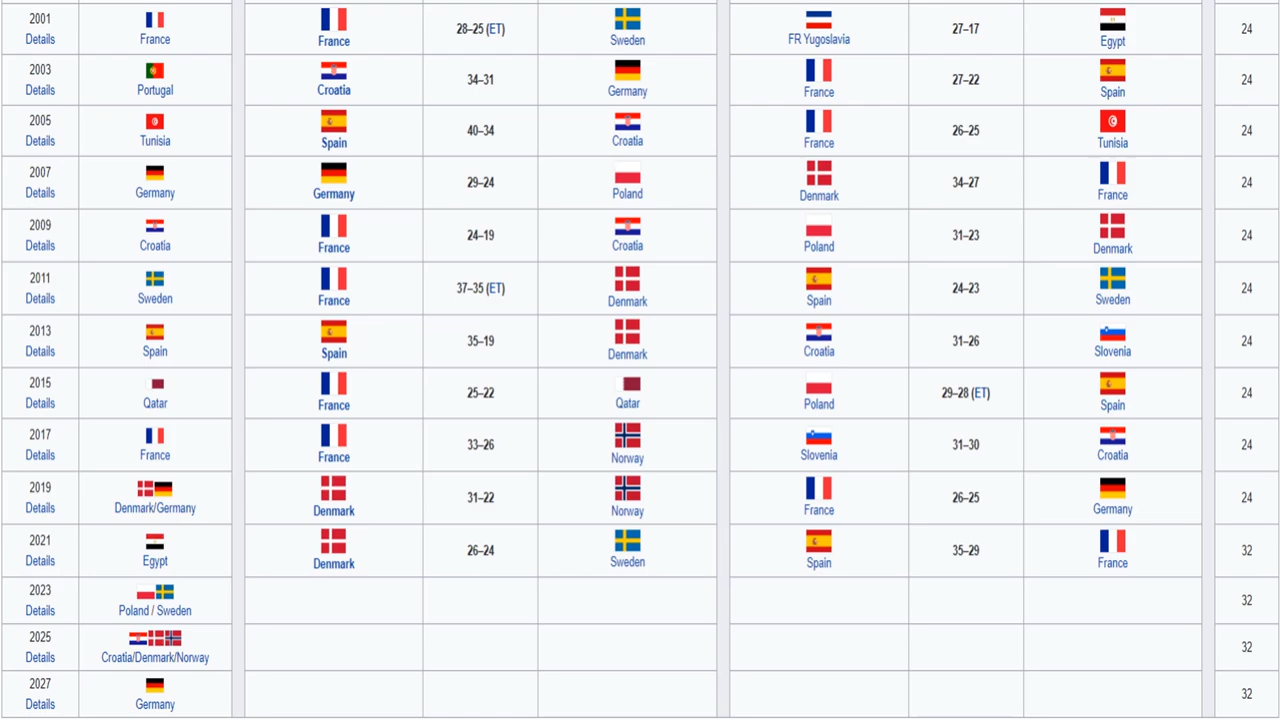 2001
Details
France
France
28–25 (ET)
Sweden
FR Yugoslavia
27–17
Egypt
24
2003
Details
Portugal
Croatia
34–31
Germany
France
27–22
Spain
24
2005
Details
Tunisia
Spain
40–34
Croatia
France
26–25
Tunisia
24
2007
Details
Germany
Germany
29–24
Poland
Denmark
34–27
France
24
2009
Details
Croatia
France
24–19
Croatia
Poland
31–23
Denmark
24
2011
Details
Sweden
France
37–35 (ET)
Denmark
Spain
24–23
Sweden
24
2013
Details
Spain
Spain
35–19
Denmark
Croatia
31–26
Slovenia
24
2015
Details
Qatar
France
25–22
Qatar
Poland
29–28 (ET)
Spain
24
2017
Details
France
France
33–26
Norway
Slovenia
31–30
Croatia
24
2019
Details
Denmark/Germany
Denmark
31–22
Norway
France
26–25
Germany
24
2021
Details
Egypt
Denmark
26–24
Sweden
Spain
35–29
France
32
2023
Details
Poland / Sweden
32
2025
Details
Croatia/Denmark/Norway
32
2027
Details
Germany
32